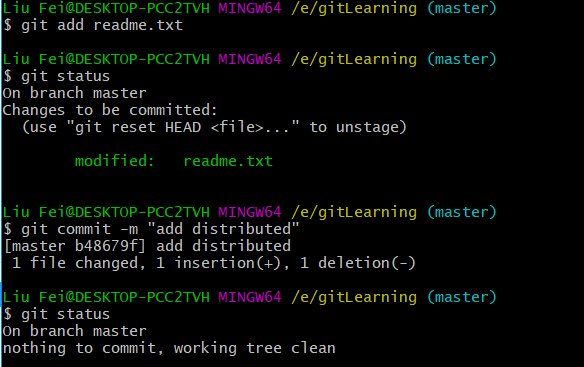 Liu Fei@DESKTOP-PCC2TVH MINGW64 /e/gitLearning (master)
$ git add readme.txt
Liu Fei@DESKTOP-PCC2TVH MINGW64 /e/gitLearning (master)
$ git status
On branch master
Changes to be committed:
(use "git reset HEAD <file>..." to unstage)
modified: readme.txt
Liu Fei@DESKTOP-PCC2TVH MINGW64 /e/gitLearning (master)
$ git commit -m "add distributed"
[master b48679f] add distributed
1 file changed, 1 insertion(+), 1 deletion(-)
Liu Fei@DESKTOP-PCC2TVH MINGW64 /e/gitLearning (master)
$ git status
On branch master
nothing to commit, working tree clean